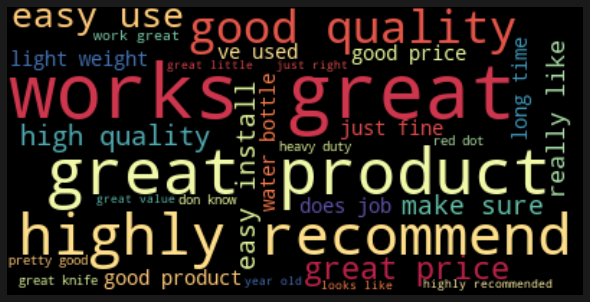 easy use
work great
good quality
light weight
ve used
good price
great little
just right
works great
long time
really like
high quality
easy install
water bottle
just fine
heavy duty
red dot
great product
great value
don know
does job
make sure
highly recommend
pretty good
great knife
good product
year old
great price
looks like
highly recommended